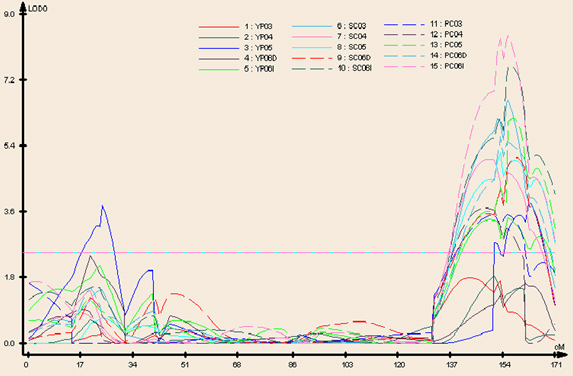 LODO
9.0
7.2
5.4
3.6
1.8
0.0
0 17 34 51 68 86 103 120 137 154 171
cM
1 : YP03
2 : YP04
3 : YP05
4 : YP06D
5 : YP06I
6 : SC03
7 : SC04
8 : SC05
9 : SC06D
10 : SC06I
11 : PC03
12 : PC04
13 : PC05
14 : PC06D
15 : PC06I